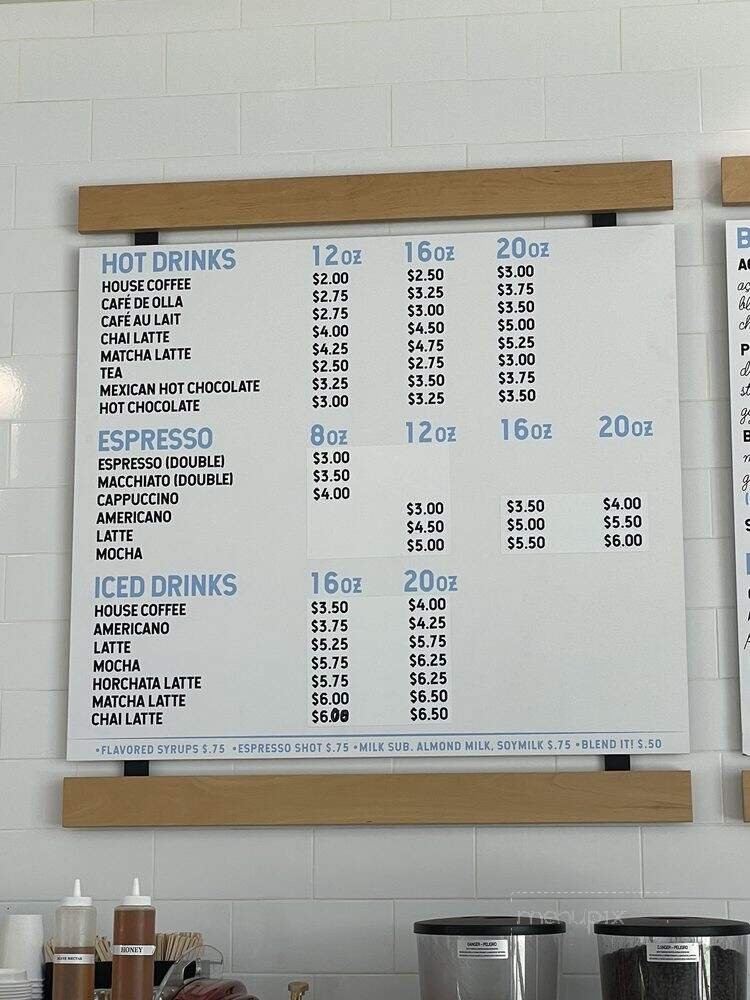 HOT DRINKS 12oz 16oz 20oz
HOUSE COFFEE $2.00 $2.50 $3.00
CAFÉ DE OLLA $2.75 $3.25 $3.75
CAFÉ AU LAIT $2.75 $3.00 $3.50
CHAI LATTE $4.00 $4.50 $5.00
MATCHA LATTE $4.25 $4.75 $5.25
TEA $2.50 $2.75 $3.00
MEXICAN HOT CHOCOLATE $3.25 $3.50 $3.75
HOT CHOCOLATE $3.00 $3.25 $3.50
ESPRESSO 8oz 12oz 16oz 20oz
ESPRESSO (DOUBLE) $3.00
MACCHIATO (DOUBLE) $3.50
CAPPUCCINO $4.00
AMERICANO $3.00 $3.50 $4.00
LATTE $4.50 $5.00 $5.50
MOCHA $5.00 $5.50 $6.00
ICED DRINKS 16oz 20oz
HOUSE COFFEE $3.50 $4.00
AMERICANO $3.75 $4.25
LATTE $5.25 $5.75
MOCHA $5.75 $6.25
HORCHATA LATTE $5.75 $6.25
MATCHA LATTE $6.00 $6.50
CHAI LATTE $6.00 $6.50
•FLAVORED SYRUPS $.75 •ESPRESSO SHOT $.75 •MILK SUB. ALMOND MILK, SOYMILK $.75 •BLEND IT! $.50
HONEY
DANGER - PELIGRO
DANGER - PELIGRO
menupix